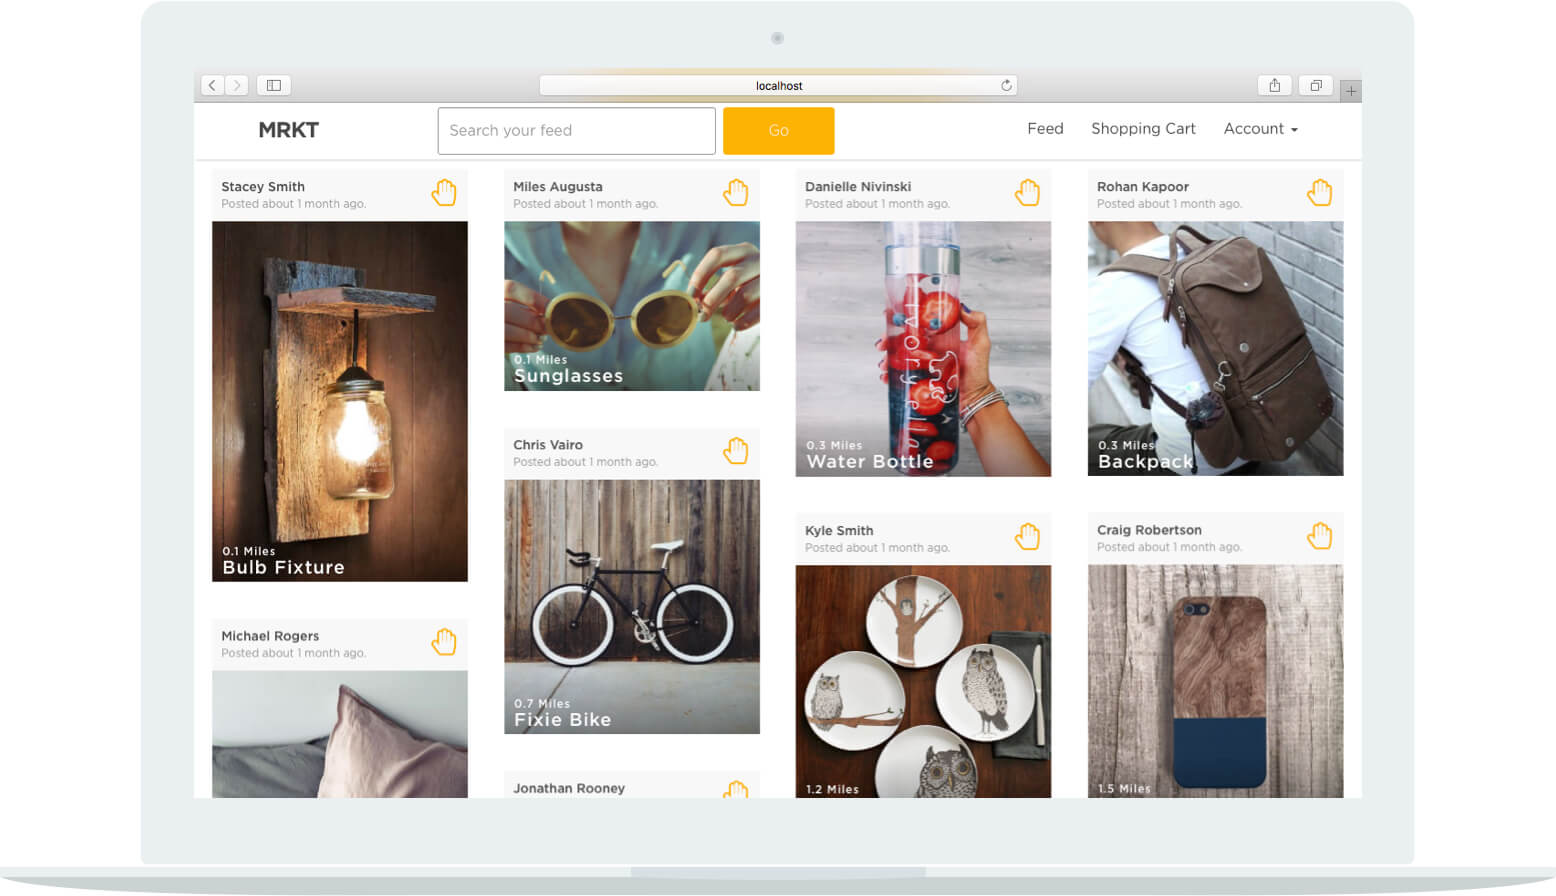 localhost
MRKT
Search your feed
Go
Feed
Shopping Cart
Account
Stacey Smith
Posted about 1 month ago.
0.1 Miles
Bulb Fixture
Michael Rogers
Posted about 1 month ago.
Miles Augusta
Posted about 1 month ago.
0.1 Miles
Sunglasses
Chris Vairo
Posted about 1 month ago.
0.7 Miles
Fixie Bike
Jonathan Rooney
Danielle Nivinski
Posted about 1 month ago.
ivory ella
0.3 Miles
Water Bottle
Kyle Smith
Posted about 1 month ago.
1.2 Miles
Rohan Kapoor
Posted about 1 month ago.
0.3 Miles
Backpack
Craig Robertson
Posted about 1 month ago.
1.5 Miles